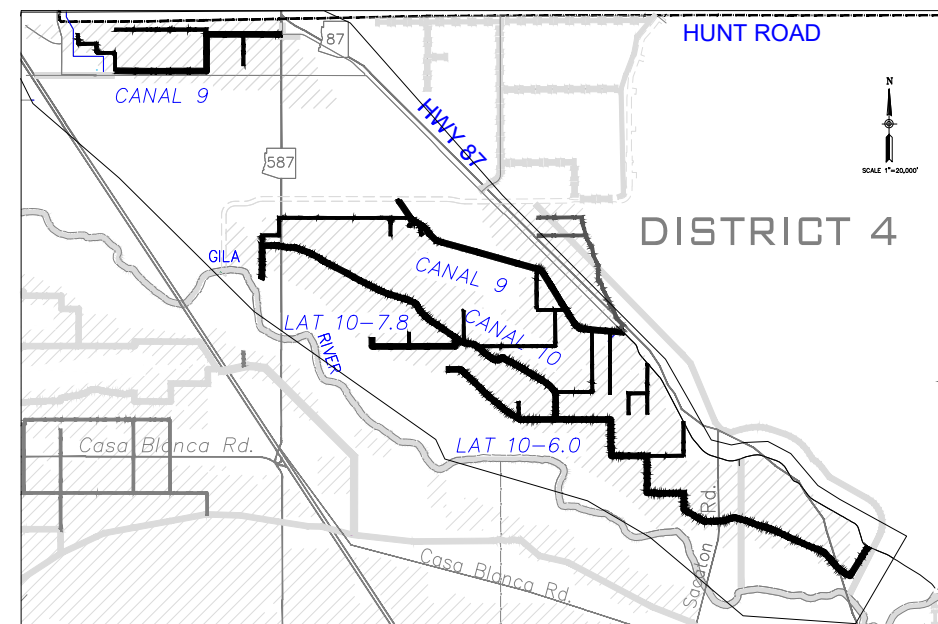 HUNT ROAD
87
CANAL 9
N
HWY 87
SCALE 1"=20,000'
587
DISTRICT 4
GILA
CANAL 9
LAT 10-7.8
CANAL 10
RIVER
Casa Blanca Rd.
LAT 10-6.0
Sacaton Rd.
Casa Blanca Rd.